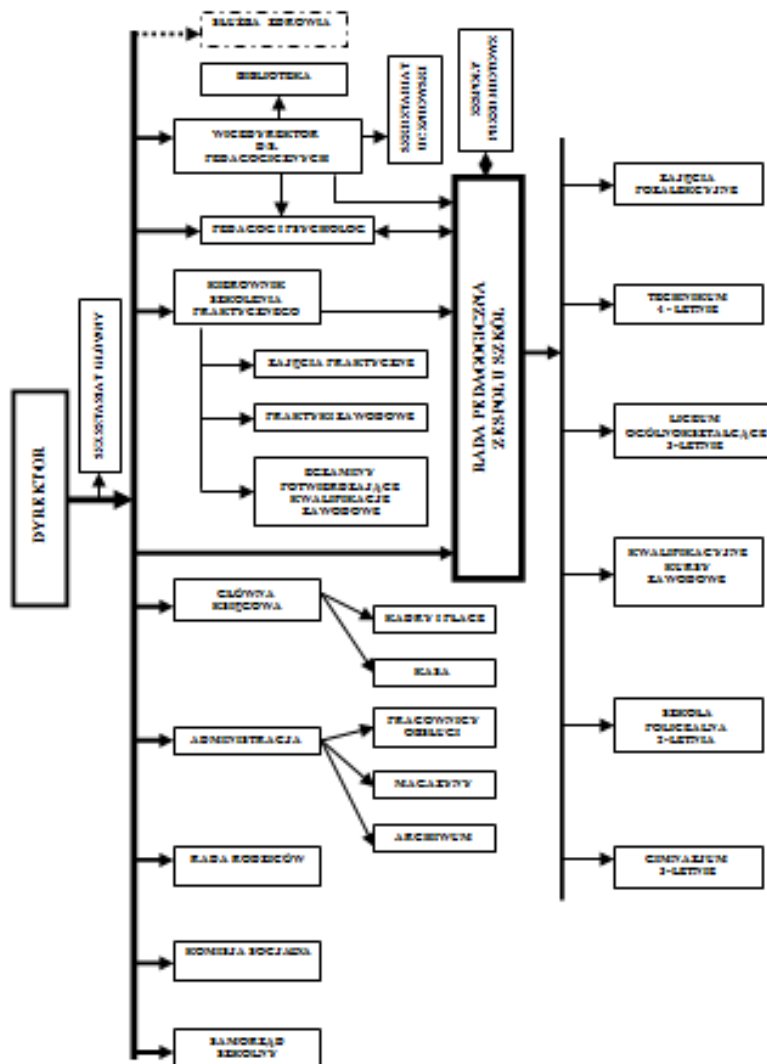 SŁUŻBA ZDROWIA
BIBLIOTEKA
WICEDYREKTOR
DS.
PEDAGOGICZNYCH
SEKRETARIAT
UCZNIOWSKI
ZESPOŁY
PRZEDMIOTOWE
PEDAGOG I PSYCHOLOG
KIEROWNIK
SZKOLENIA
PRAKTYCZNEGO
ZAJĘCIA PRAKTYCZNE
PRAKTYKI ZAWODOWE
EGZAMINY
POTWIERDZAJĄCE
KWALIFIKACJE
ZAWODOWE
SEKRETARIAT GŁÓWNY
DYREKTOR
RADA PEDAGOGICZNA
ZESPOŁU SZKÓŁ
GŁÓWNA
KSIĘGOWA
KADRY I PŁACE
KASA
ADMINISTRACJA
PRACOWNICY
OBSŁUGI
MAGAZYNY
ARCHIWUM
RADA RODZICÓW
KOMISJA SOCJALNA
SAMORZĄD
SZKOLNY
ZAJĘCIA
POZALEKCYJNE
TECHNIKUM
4 - LETNIE
LICEUM
OGÓLNOKSZTAŁCĄCE
3-LETNIE
KWALIFIKACYJNE
KURSY
ZAWODOWE
SZKOŁA
POLICEALNA
2-LETNIA
GIMNAZJUM
3-LETNIE